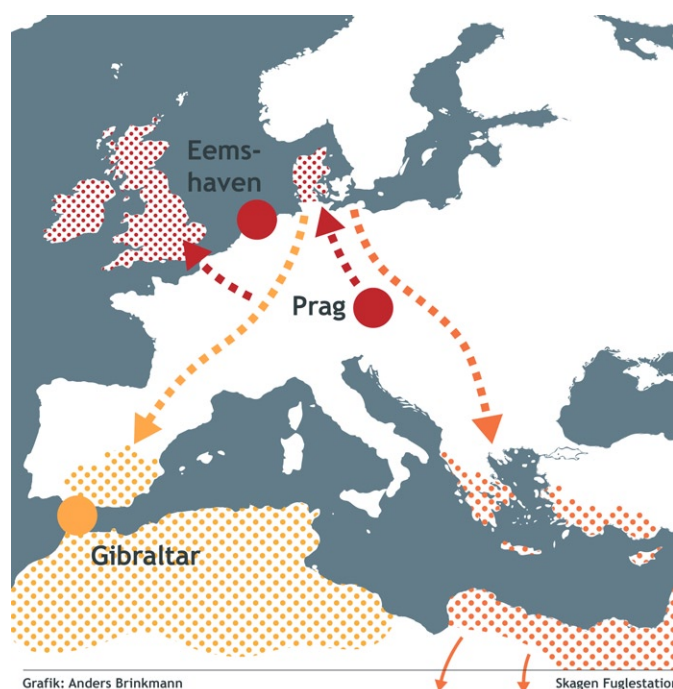 Eems-
haven
Prag
Gibraltar
Grafik: Anders Brinkmann
Skagen Fuglestation